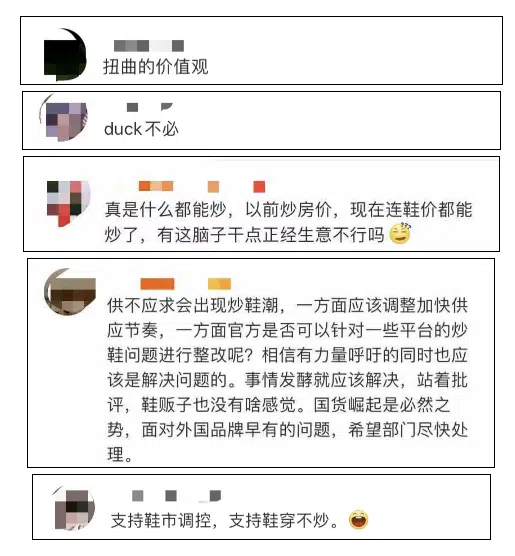 扭曲的价值观
duck不必
真是什么都能炒，以前炒房价，现在连鞋价都能
炒了，有这脑子干点正经生意不行吗
供不应求会出现炒鞋潮，一方面应该调整加快供
应节奏，一方面官方是否可以针对一些平台的炒
鞋问题进行整改呢？相信有力量呼吁的同时也应
该是解决问题的。事情发酵就应该解决，站着批
评，鞋贩子也没有啥感觉。国货崛起是必然之
势，面对外国品牌早有的问题，希望部门尽快处
理。
支持鞋市调控，支持鞋穿不炒。